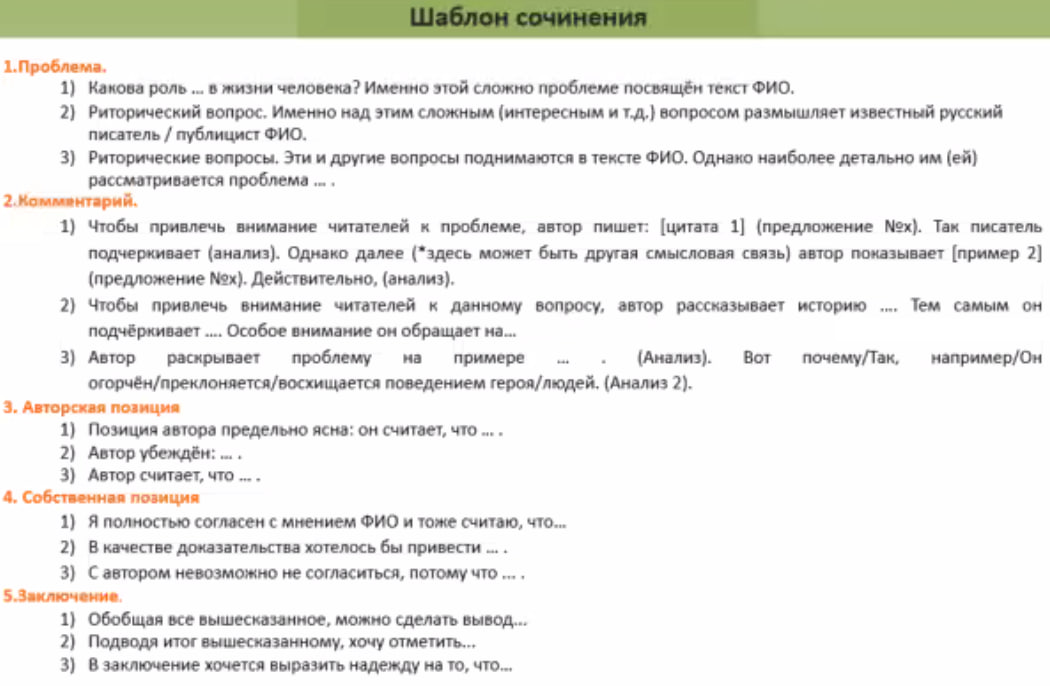 Шаблон сочинения
1.Проблема.
1) Какова роль ... в жизни человека? Именно этой сложно проблеме посвящён текст ФИО.
2) Риторический вопрос. Именно над этим сложным (интересным и т.д.) вопросом размышляет известный русский
писатель / публицист ФИО.
3) Риторические вопросы. Эти и другие вопросы поднимаются в тексте ФИО. Однако наиболее детально им (ей)
рассматривается проблема ... .
2.Комментарий.
1) Чтобы привлечь внимание читателей к проблеме, автор пишет: [цитата 1] (предложение №х). Так писатель
подчеркивает (анализ). Однако далее (*здесь может быть другая смысловая связь) автор показывает [пример 2]
(предложение №х). Действительно, (анализ).
2) Чтобы привлечь внимание читателей к данному вопросу, автор рассказывает историю .... Тем самым он
подчёркивает .... Особое внимание он обращает на...
3) Автор раскрывает проблему на примере ... . (Анализ). Вот почему/Так, например/Он
огорчён/преклоняется/восхищается поведением героя/людей. (Анализ 2).
3. Авторская позиция
1) Позиция автора предельно ясна: он считает, что ... .
2) Автор убеждён: ... .
3) Автор считает, что ... .
4. Собственная позиция
1) Я полностью согласен с мнением ФИО и тоже считаю, что...
2) В качестве доказательства хотелось бы привести ... .
3) С автором невозможно не согласиться, потому что ... .
5.Заключение.
1) Обобщая все вышесказанное, можно сделать вывод...
2) Подводя итог вышесказанному, хочу отметить...
3) В заключение хочется выразить надежду на то, что...